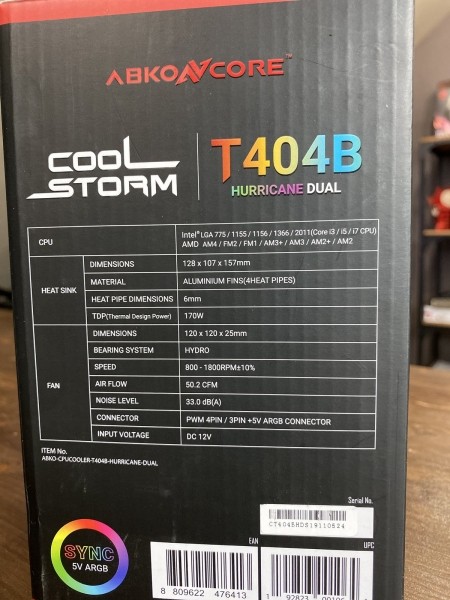 ABKONCORE™
COOL STORM
T404B
HURRICANE DUAL
CPU Intel® LGA 775 / 1155 / 1156 / 1366 / 2011(Core i3 / i5 / i7 CPU)
AMD AM4 / FM2 / FM1 / AM3+ / AM3 / AM2+ / AM2
HEAT SINK
DIMENSIONS 128 x 107 x 157mm
MATERIAL ALUMINIUM FINS(4HEAT PIPES)
HEAT PIPE DIMENSIONS 6mm
TDP(Thermal Design Power) 170W
FAN
DIMENSIONS 120 x 120 x 25mm
BEARING SYSTEM HYDRO
SPEED 800 - 1800RPM±10%
AIR FLOW 50.2 CFM
NOISE LEVEL 33.0 dB(A)
CONNECTOR PWM 4PIN / 3PIN +5V ARGB CONNECTOR
INPUT VOLTAGE DC 12V
ITEM No.
ABKO-CPUCOOLER-T404B-HURRICANE-DUAL
Serial No.
CT404BHDS19110524
SYNC
5V ARGB
EAN
8 809622 476413
UPC
1 92823